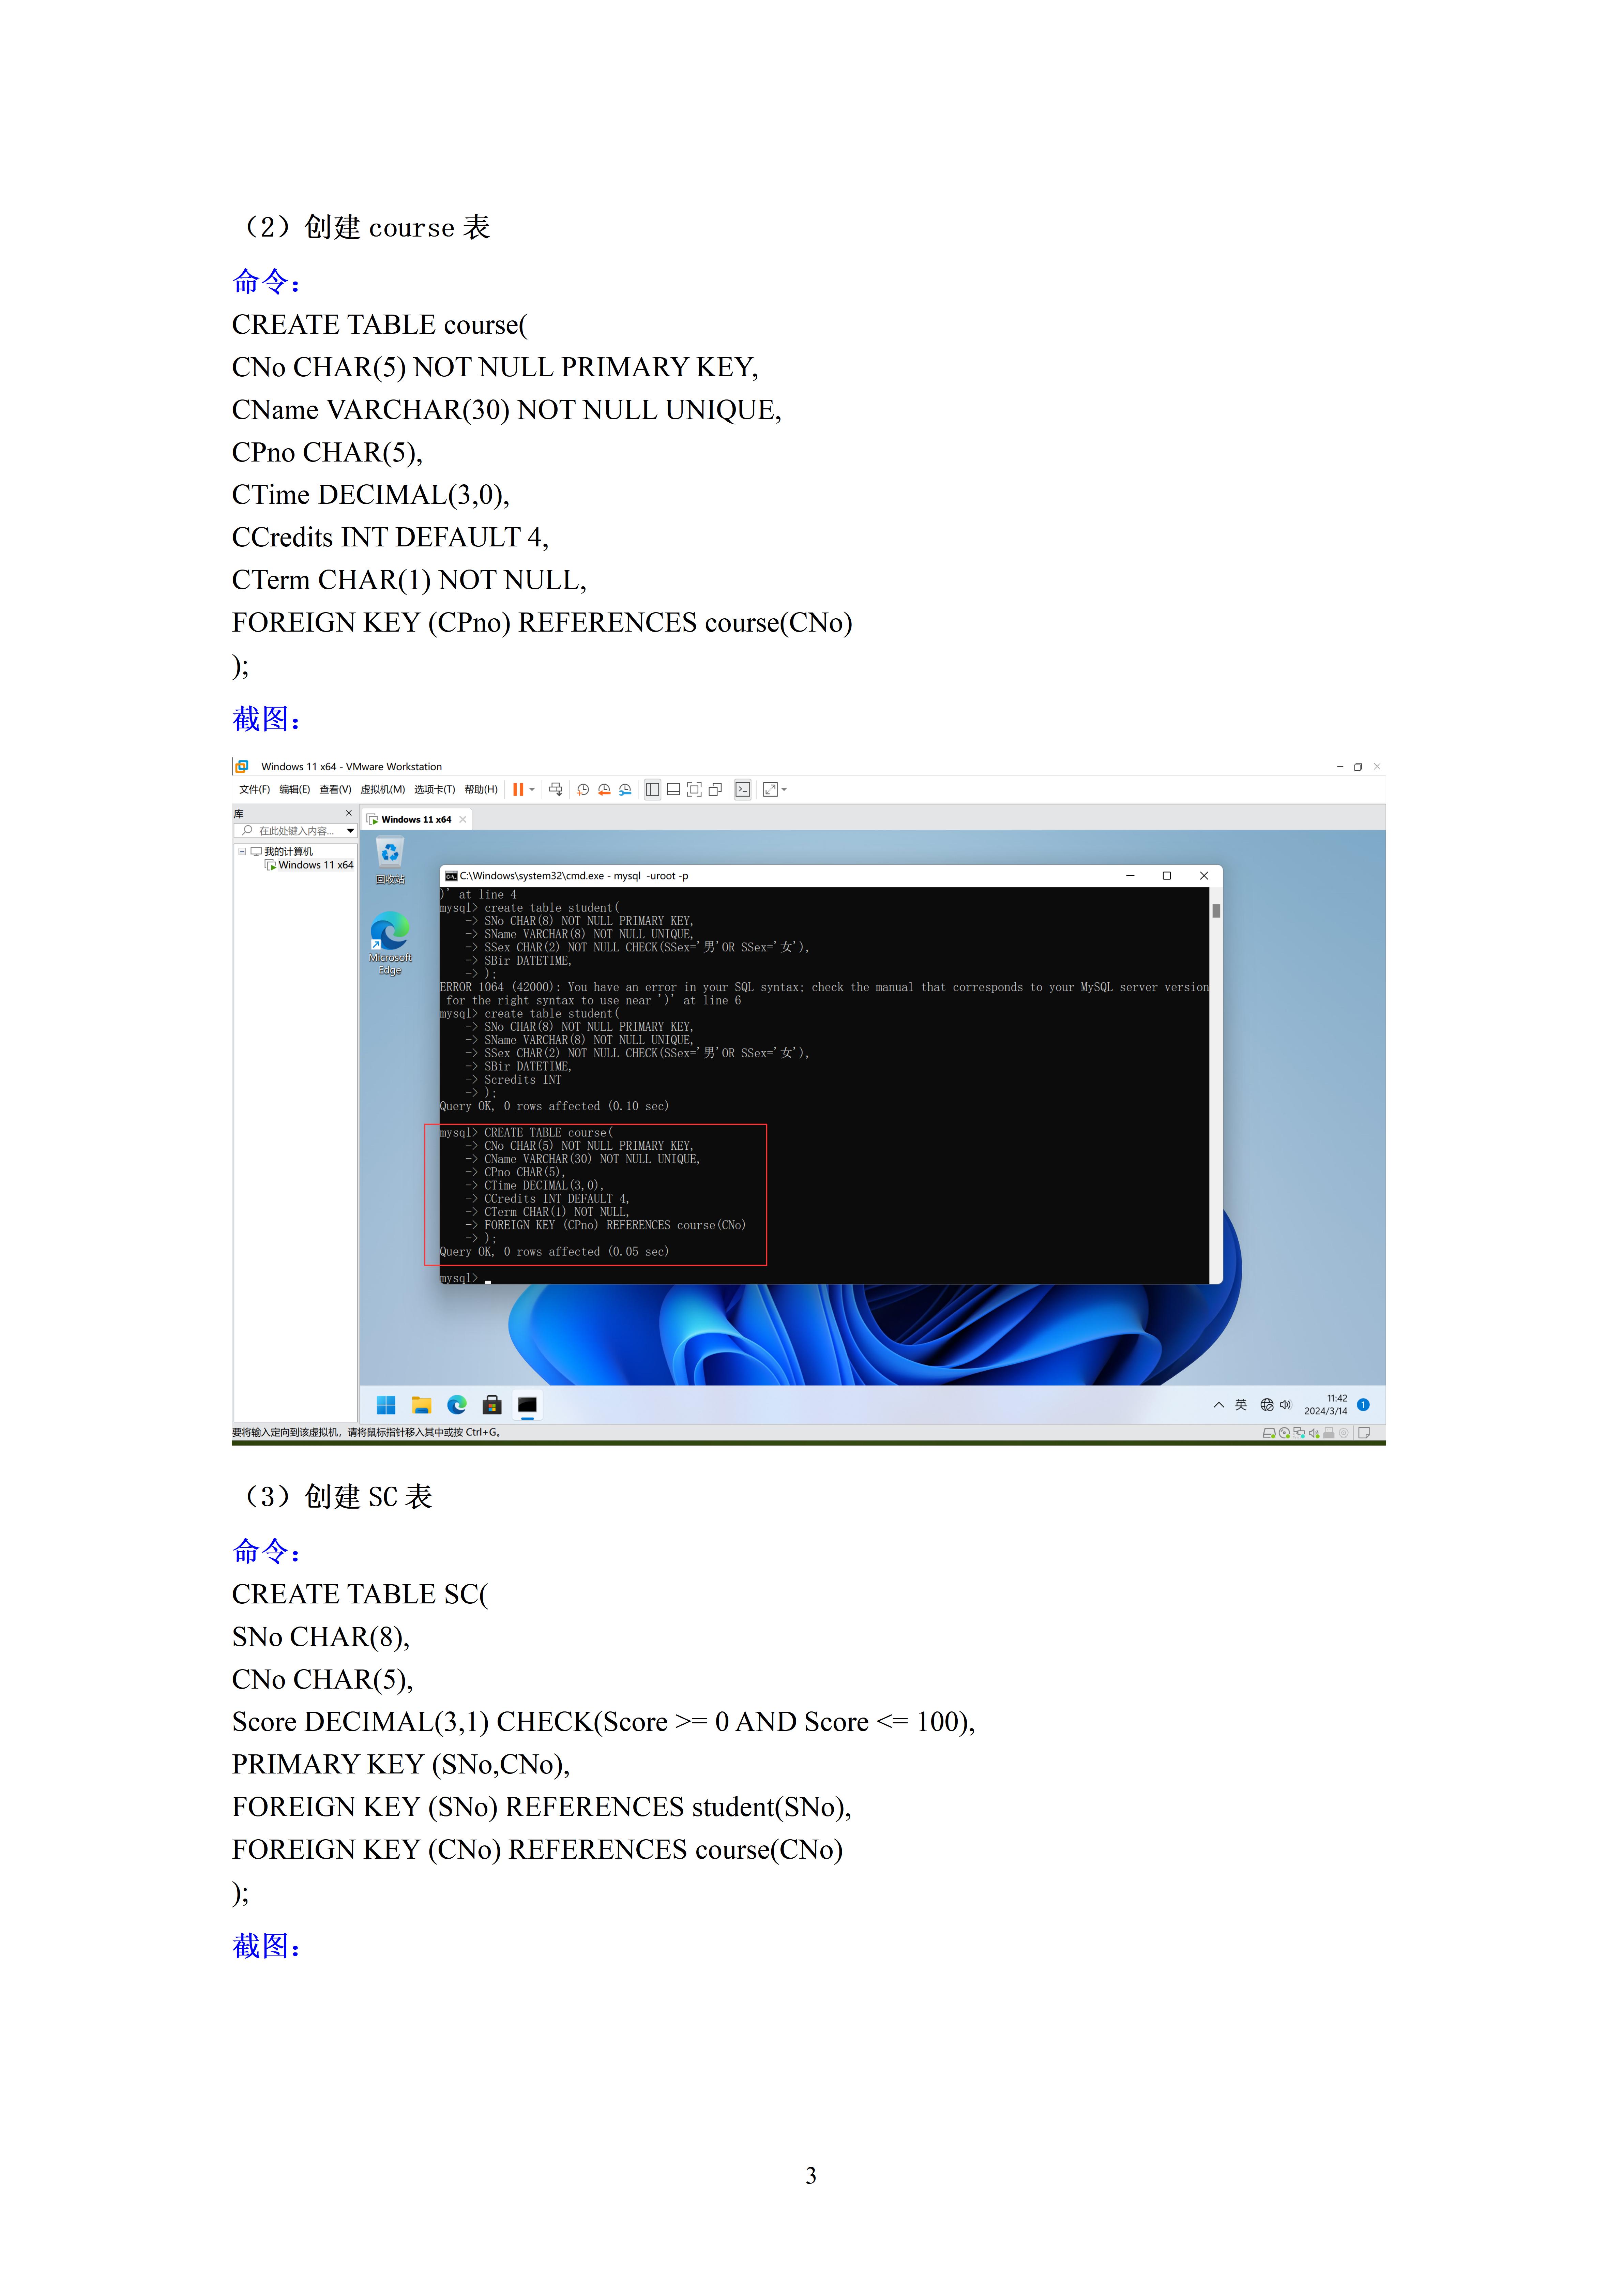 （2）创建 course 表
命令：
CREATE TABLE course(
CNo CHAR(5) NOT NULL PRIMARY KEY,
CName VARCHAR(30) NOT NULL UNIQUE,
CPno CHAR(5),
CTime DECIMAL(3,0),
CCredits INT DEFAULT 4,
CTerm CHAR(1) NOT NULL,
FOREIGN KEY (CPno) REFERENCES course(CNo)
);
截图：
Windows 11 x64 - VMware Workstation
文件(F) 编辑(E) 查看(V) 虚拟机(M) 选项卡(T) 帮助(H)
库
在此处键入内容...
我的计算机
Windows 11 x64
Windows 11 x64
回收站
Microsoft
Edge
C:\Windows\system32\cmd.exe - mysql -uroot -p
)' at line 4
mysql> create table student(
-> SNo CHAR(8) NOT NULL PRIMARY KEY,
-> SName VARCHAR(8) NOT NULL UNIQUE,
-> SSex CHAR(2) NOT NULL CHECK(SSex='男'OR SSex='女'),
-> SBir DATETIME,
-> );
ERROR 1064 (42000): You have an error in your SQL syntax; check the manual that corresponds to your MySQL server version
for the right syntax to use near ')' at line 6
mysql> create table student(
-> SNo CHAR(8) NOT NULL PRIMARY KEY,
-> SName VARCHAR(8) NOT NULL UNIQUE,
-> SSex CHAR(2) NOT NULL CHECK(SSex='男'OR SSex='女'),
-> SBir DATETIME,
-> Scredits INT
-> );
Query OK, 0 rows affected (0.10 sec)
mysql> CREATE TABLE course(
-> CNo CHAR(5) NOT NULL PRIMARY KEY,
-> CName VARCHAR(30) NOT NULL UNIQUE,
-> CPno CHAR(5),
-> CTime DECIMAL(3,0),
-> CCredits INT DEFAULT 4,
-> CTerm CHAR(1) NOT NULL,
-> FOREIGN KEY (CPno) REFERENCES course(CNo)
-> );
Query OK, 0 rows affected (0.05 sec)
mysql>
英
11:42
2024/3/14
1
要将输入定向到该虚拟机，请将鼠标指针移入其中或按 Ctrl+G。
（3）创建 SC 表
命令：
CREATE TABLE SC(
SNo CHAR(8),
CNo CHAR(5),
Score DECIMAL(3,1) CHECK(Score >= 0 AND Score <= 100),
PRIMARY KEY (SNo,CNo),
FOREIGN KEY (SNo) REFERENCES student(SNo),
FOREIGN KEY (CNo) REFERENCES course(CNo)
);
截图：
3